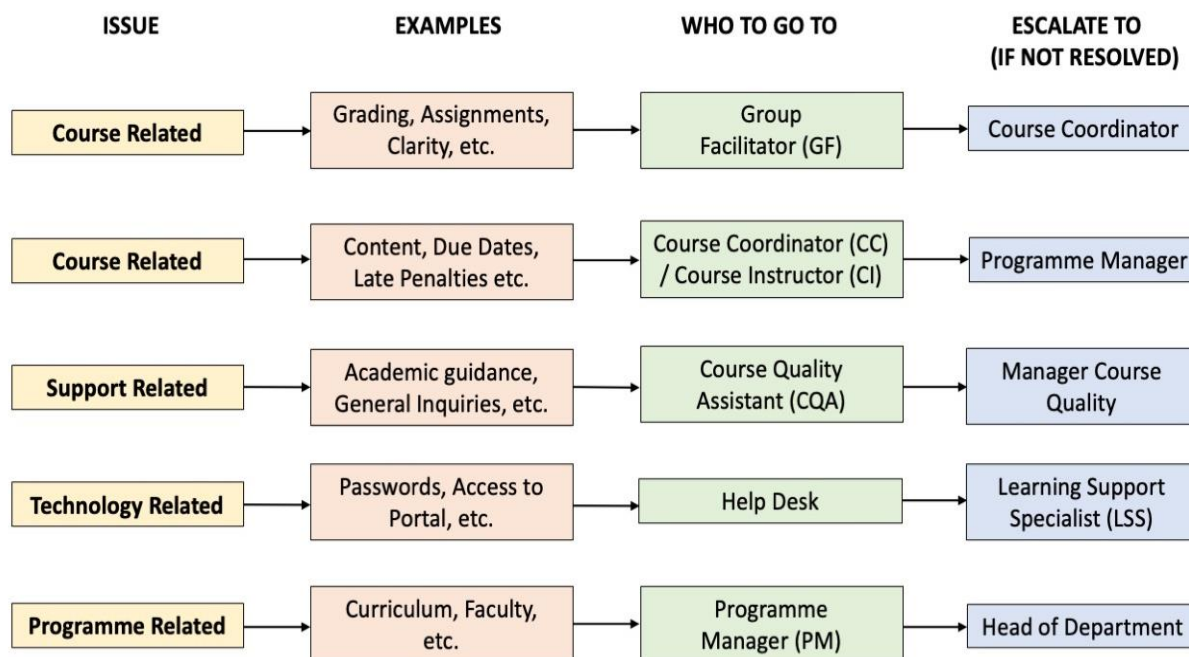 ISSUE
EXAMPLES
WHO TO GO TO
ESCALATE TO
(IF NOT RESOLVED)
Course Related
Grading, Assignments,
Clarity, etc.
Group
Facilitator (GF)
Course Coordinator
Course Related
Content, Due Dates,
Late Penalties etc.
Course Coordinator (CC)
/ Course Instructor (CI)
Programme Manager
Support Related
Academic guidance,
General Inquiries, etc.
Course Quality
Assistant (CQA)
Manager Course
Quality
Technology Related
Passwords, Access to
Portal, etc.
Help Desk
Learning Support
Specialist (LSS)
Programme Related
Curriculum, Faculty,
etc.
Programme
Manager (PM)
Head of Department